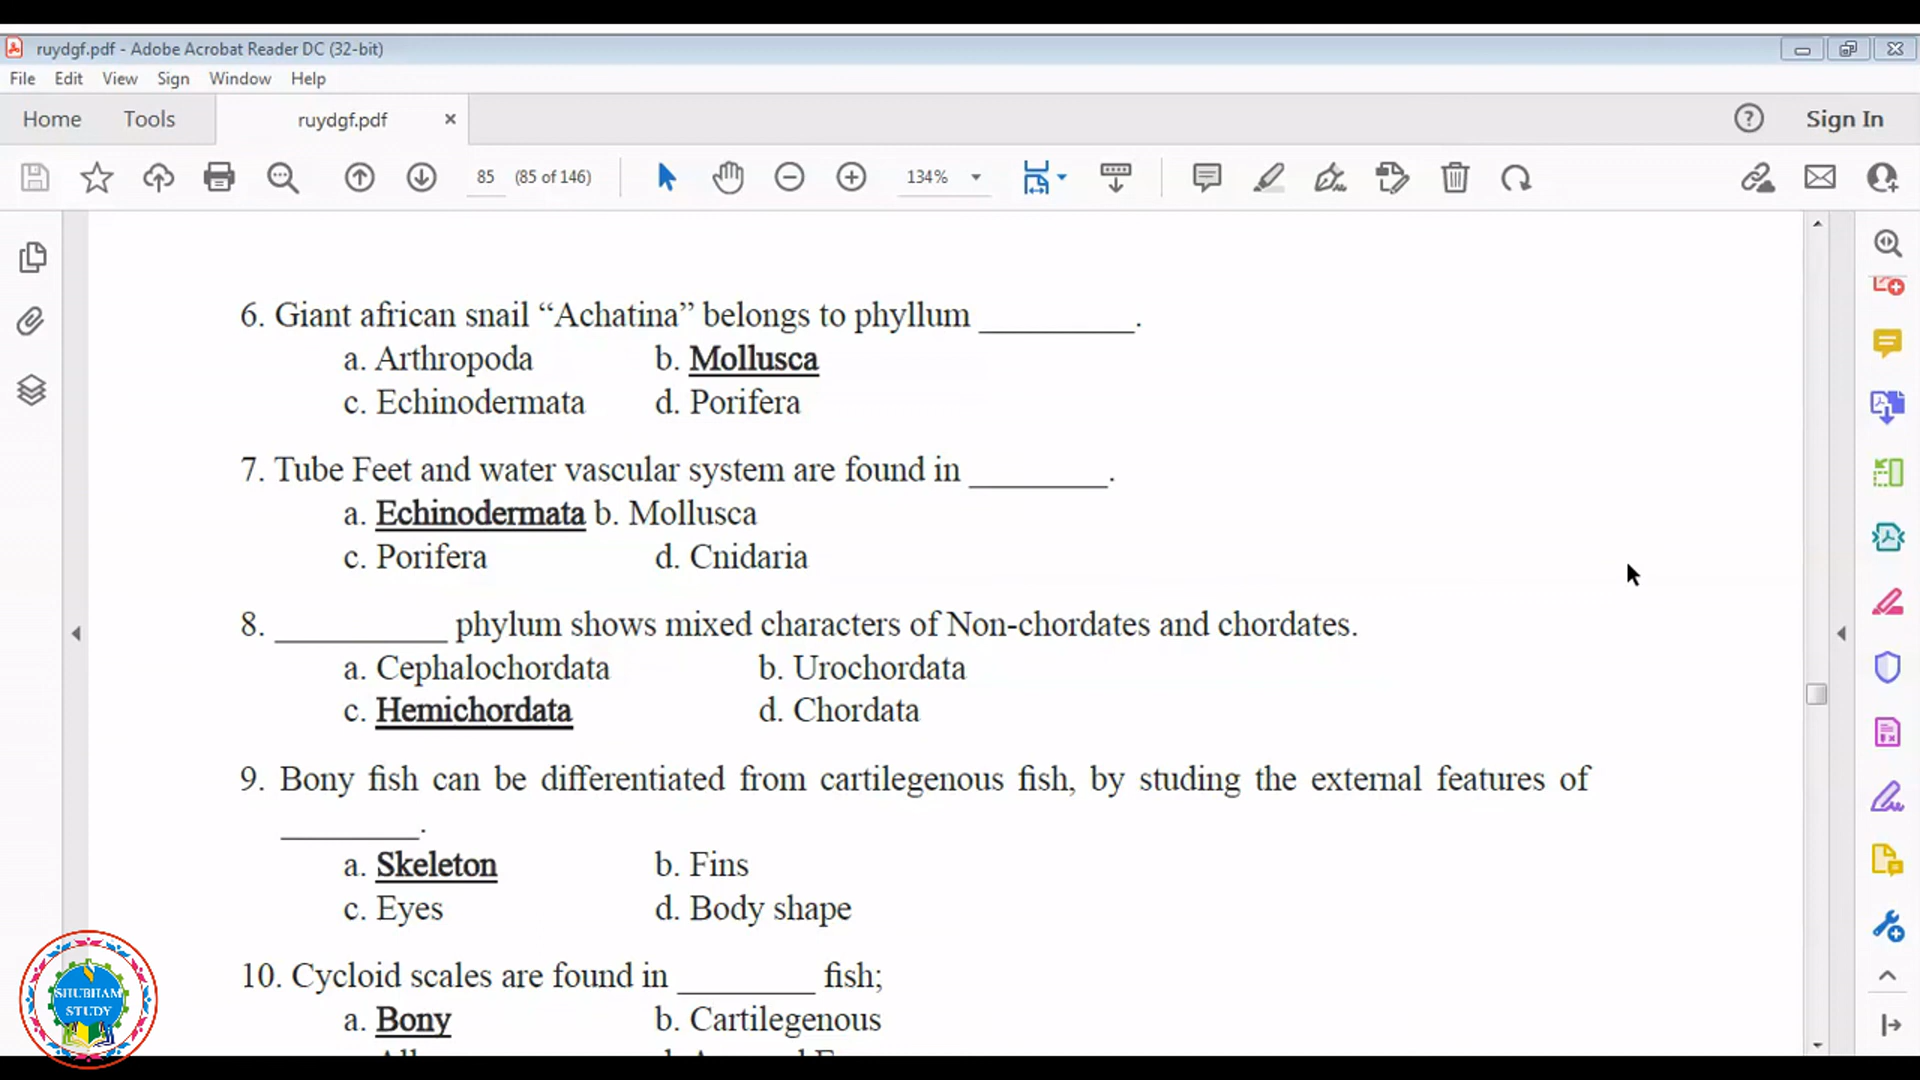 ruydgf.pdf - Adobe Acrobat Reader DC (32-bit)
File Edit View Sign Window Help
Home Tools ruydgf.pdf × ? Sign In
85 (85 of 146) 134%
6. Giant african snail “Achatina” belongs to phyllum _________.
a. Arthropoda b. Mollusca
c. Echinodermata d. Porifera
7. Tube Feet and water vascular system are found in ________.
a. Echinodermata b. Mollusca
c. Porifera d. Cnidaria
8. __________ phylum shows mixed characters of Non-chordates and chordates.
a. Cephalochordata b. Urochordata
c. Hemichordata d. Chordata
9. Bony fish can be differentiated from cartilegenous fish, by studing the external features of
________.
a. Skeleton b. Fins
c. Eyes d. Body shape
10. Cycloid scales are found in ________ fish;
a. Bony b. Cartilegenous
SHUBHAM
STUDY